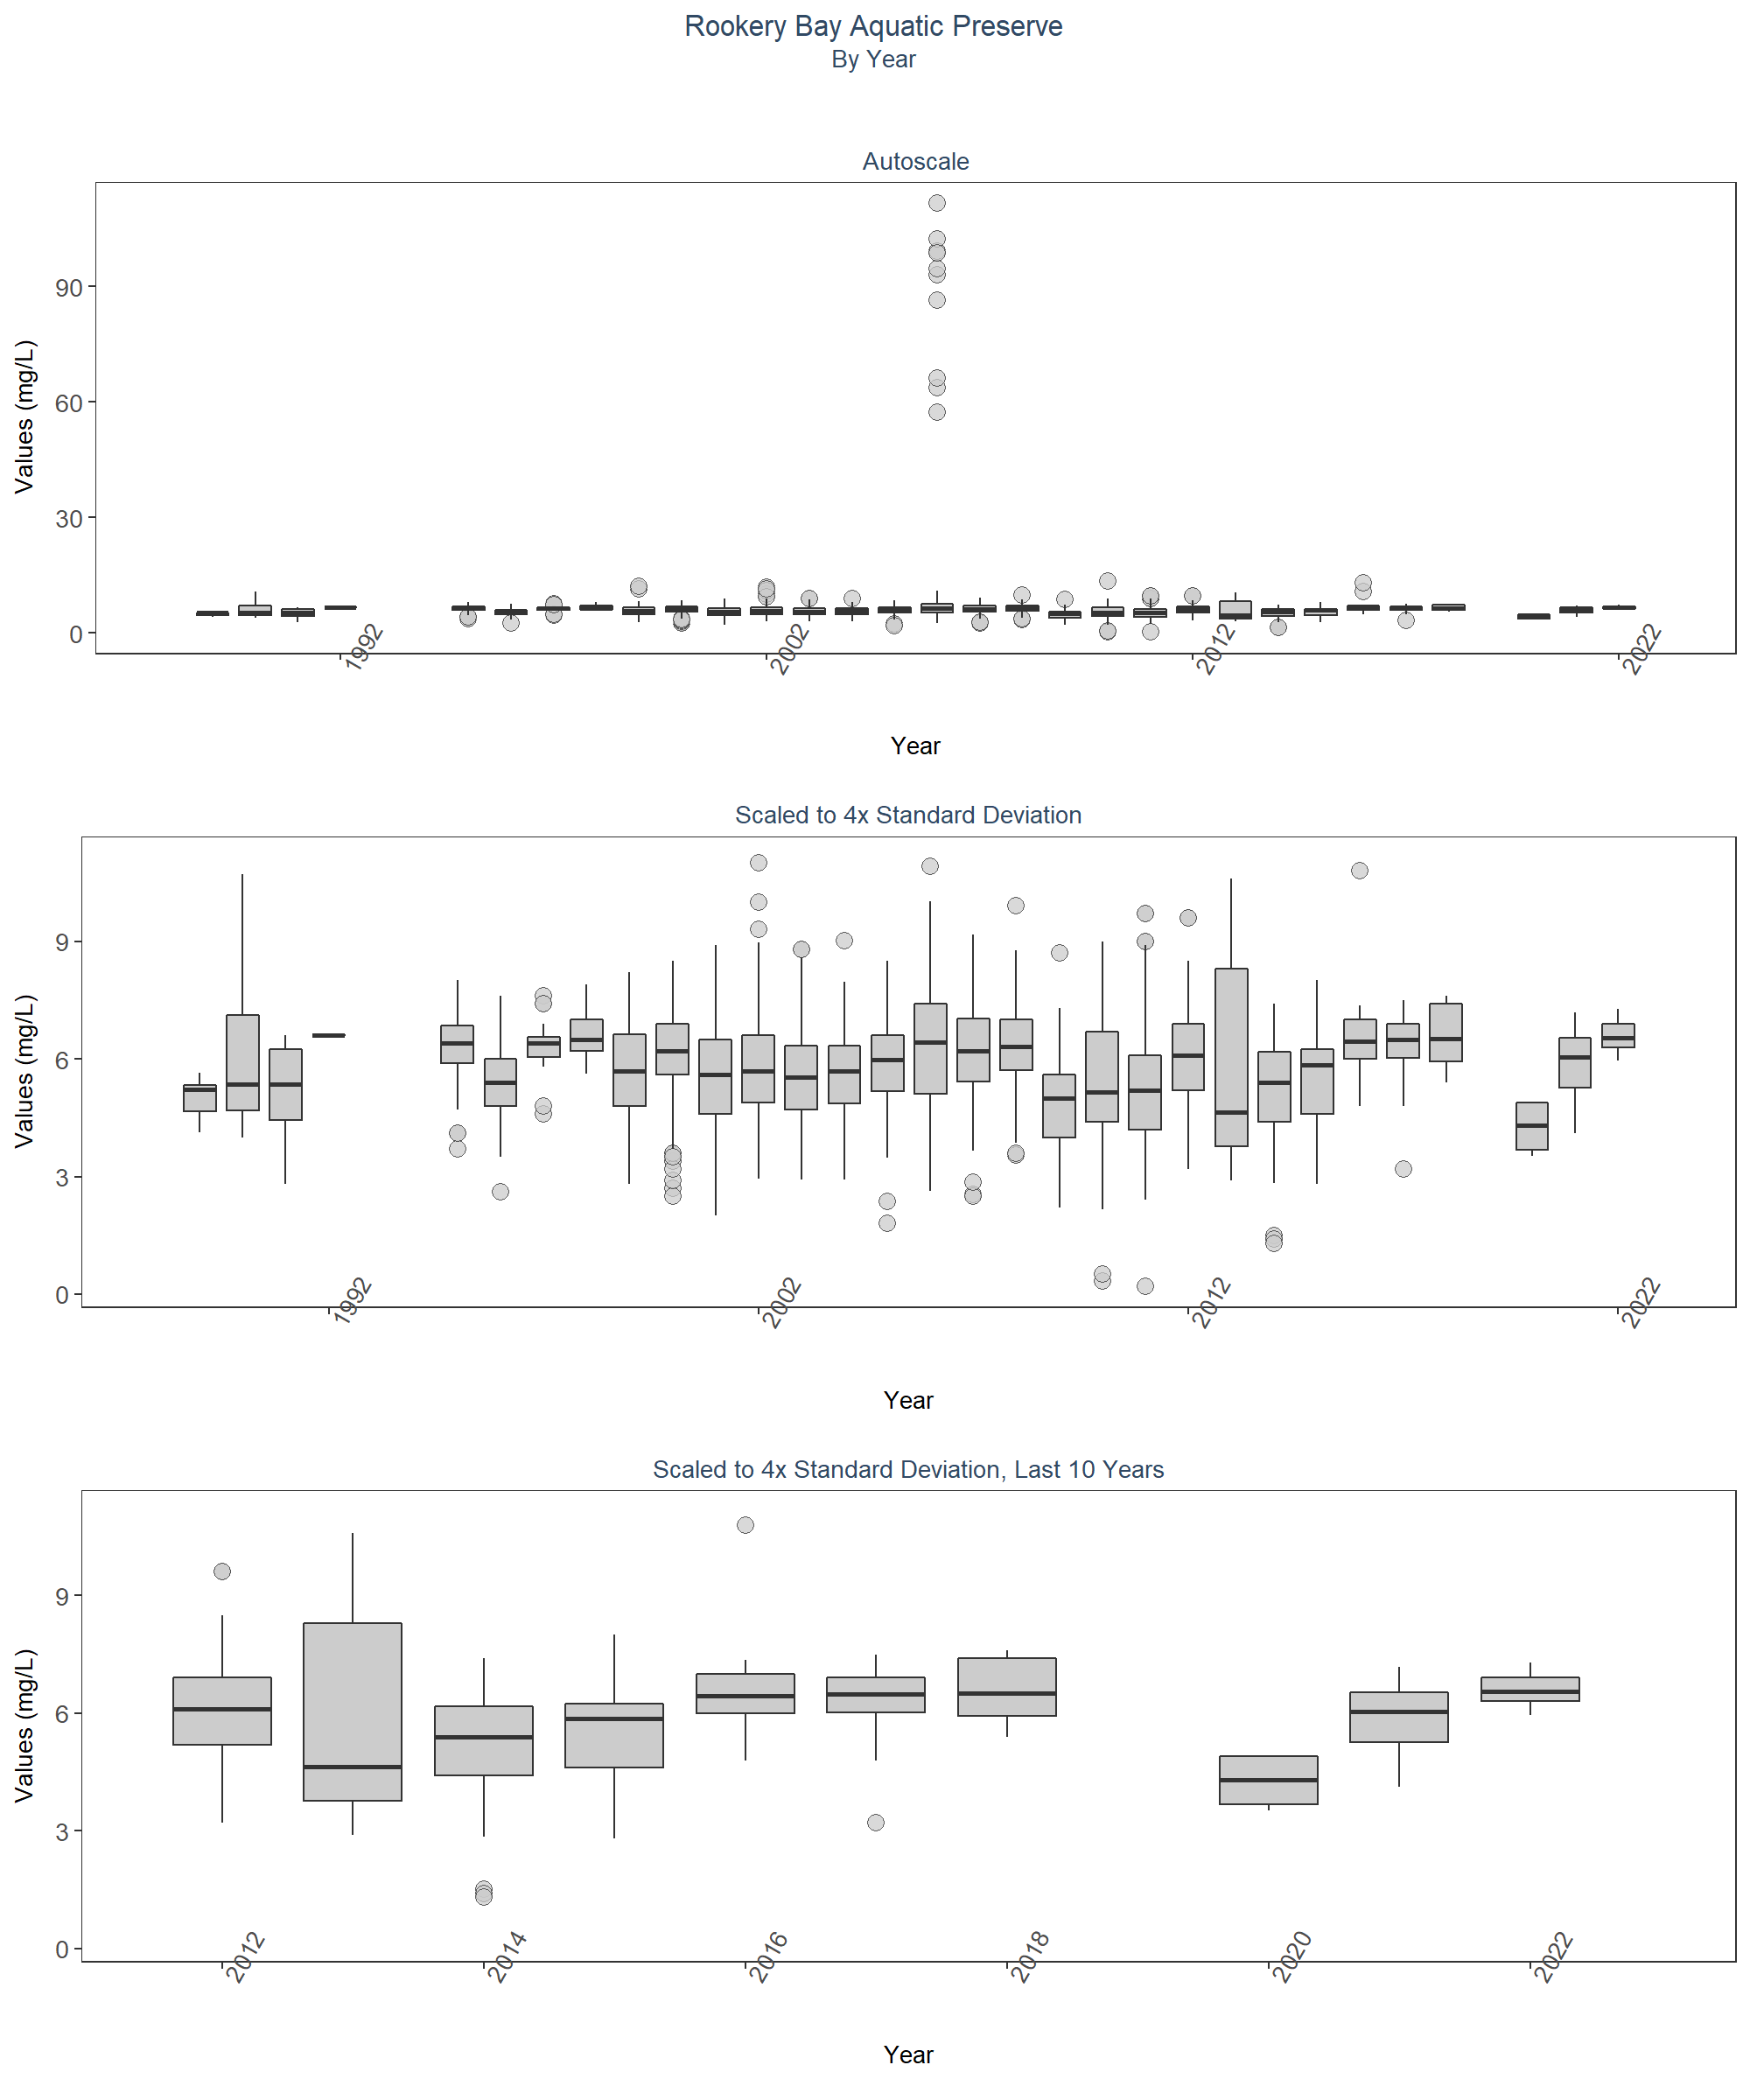 Rookery Bay Aquatic Preserve
By Year
Autoscale
Values (mg/L)
90
60
30
0
1992
2002
2012
2022
Year
Scaled to 4x Standard Deviation
Values (mg/L)
9
6
3
0
1992
2002
2012
2022
Year
Scaled to 4x Standard Deviation, Last 10 Years
Values (mg/L)
9
6
3
0
2012
2014
2016
2018
2020
2022
Year